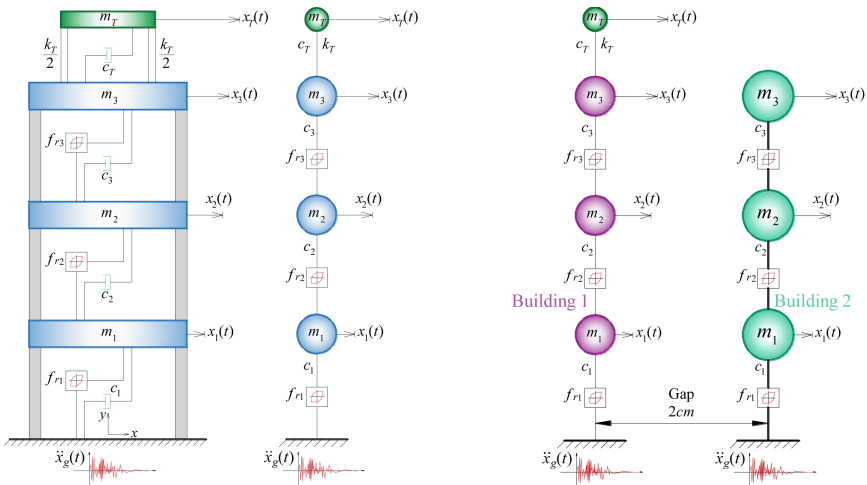 m_T x_T(t)
k_T/2 c_T k_T/2
m_3 x_3(t)
f_r3
c_3
x_2(t)
m_2
f_r2
c_2
m_1 x_1(t)
f_r1 c_1
y
x
ẍ_g(t)
m_T x_T(t)
c_T k_T
m_3 x_3(t)
c_3
f_r3
x_2(t)
m_2
c_2
f_r2
m_1 x_1(t)
c_1
f_r1
ẍ_g(t)
m_T x_T(t)
c_T k_T
m_3 x_3(t)
c_3
f_r3
x_2(t)
m_2
c_2
f_r2
Building 1
m_1 x_1(t)
c_1
f_r1
Gap
2cm
ẍ_g(t)
m_3 x_3(t)
c_3
f_r3
x_2(t)
m_2
c_2
f_r2
Building 2
m_1 x_1(t)
c_1
f_r1
ẍ_g(t)